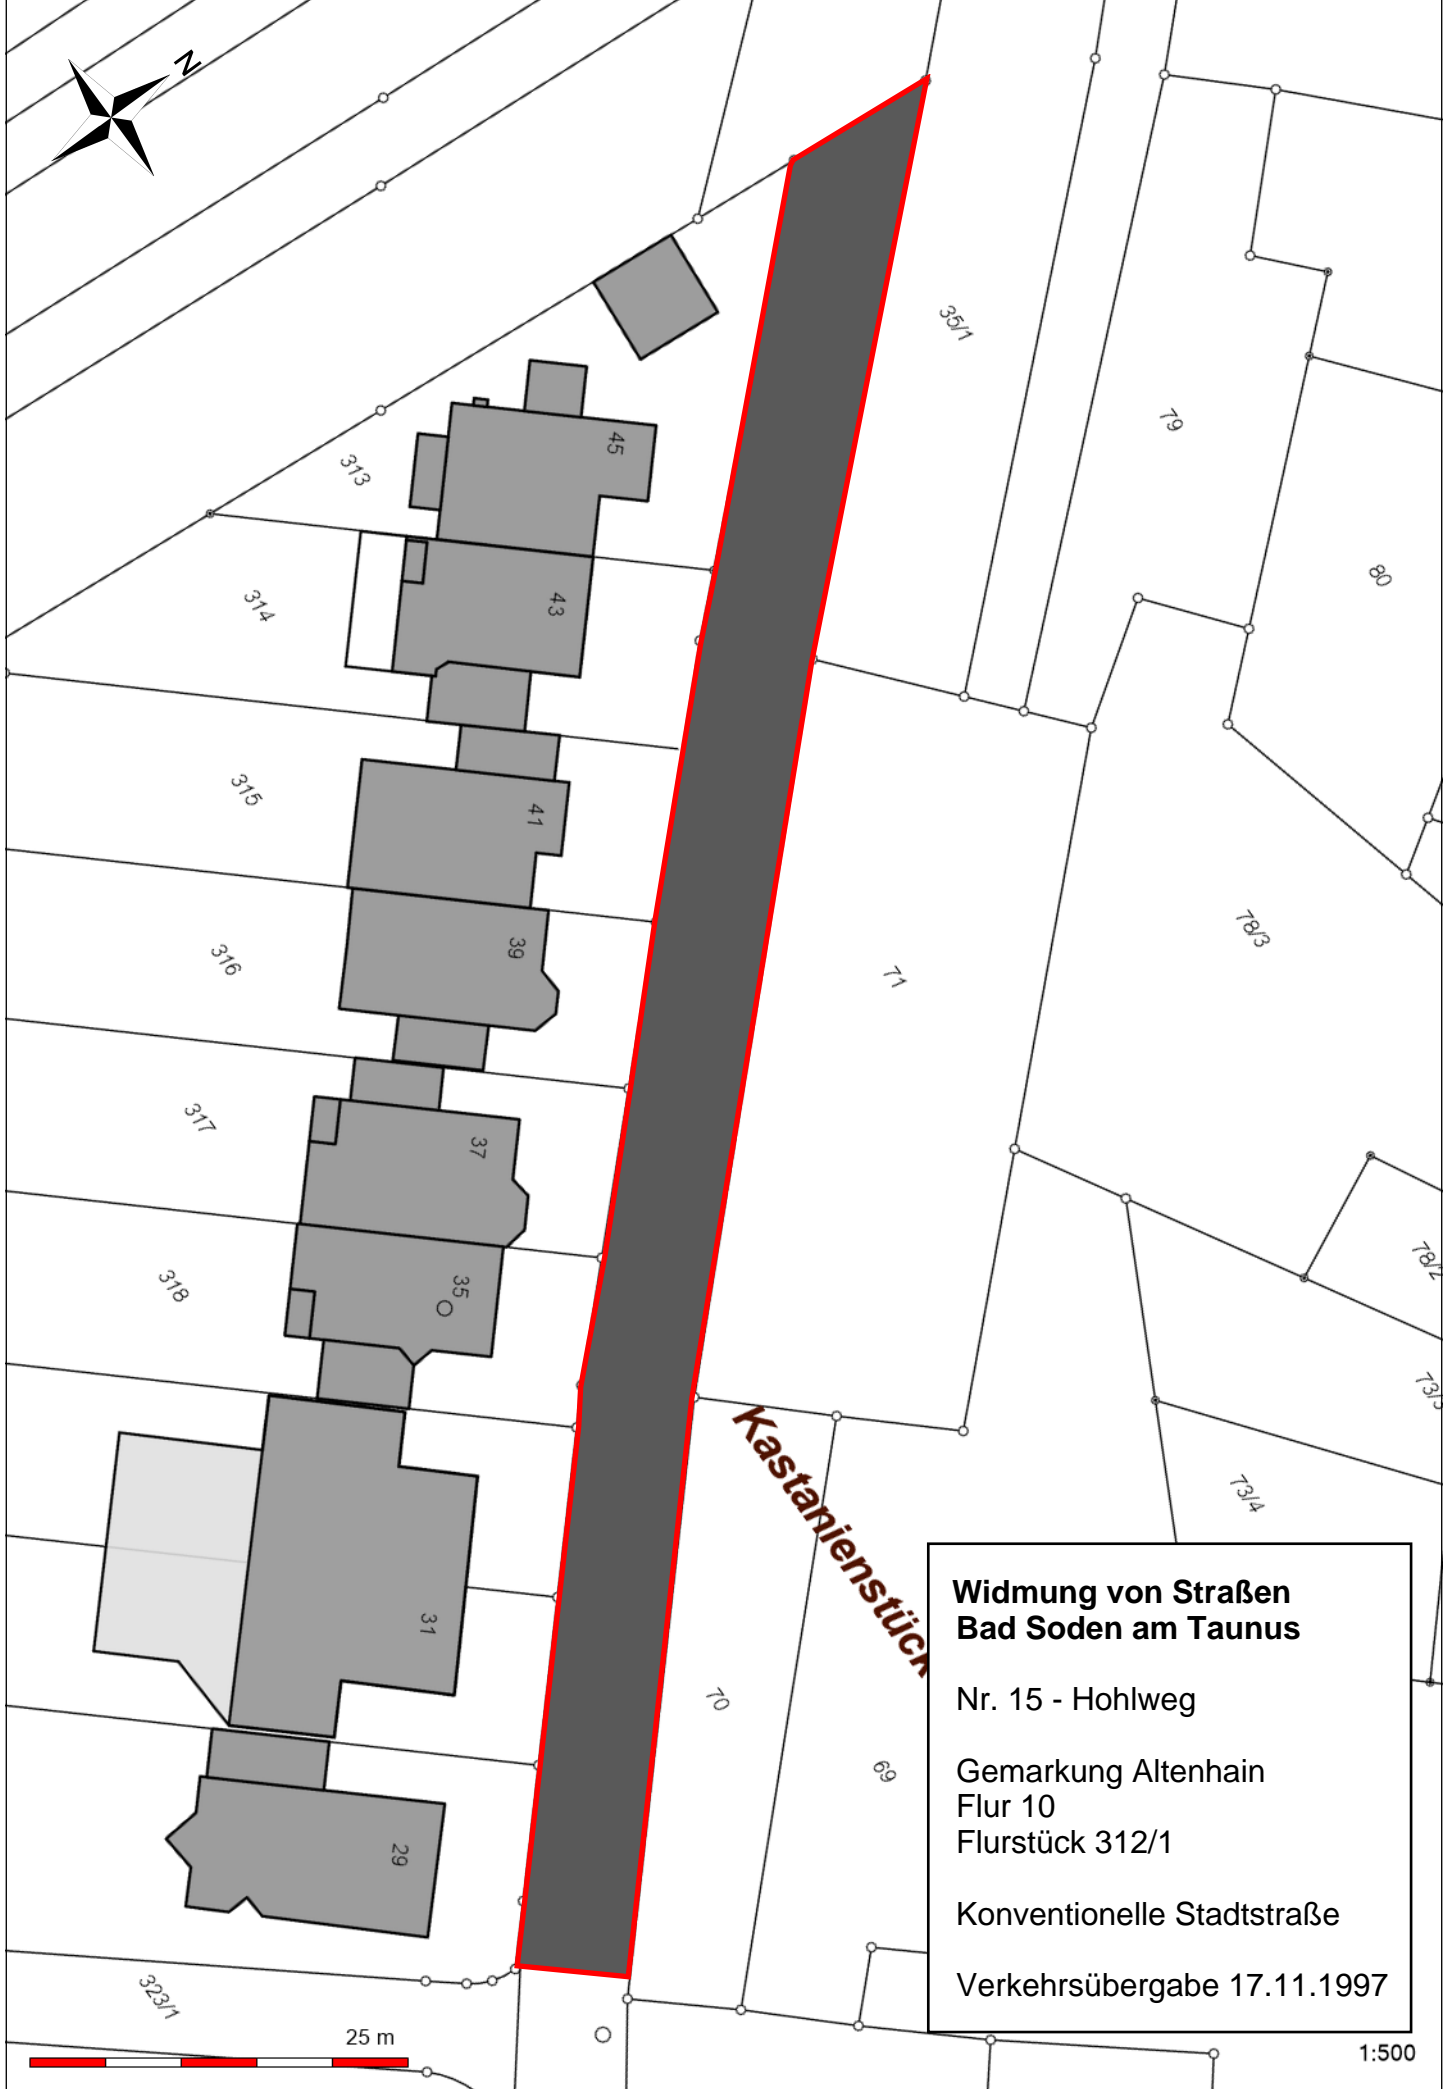 N
35/1
79
45
313
80
43
314
315
41
78/3
39
316
71
317
37
78/2
318
35
73/4
Kastanienstück
31
Widmung von Straßen
Bad Soden am Taunus
Nr. 15 - Hohlweg
70
69
Gemarkung Altenhain
Flur 10
Flurstück 312/1
29
Konventionelle Stadtstraße
Verkehrsübergabe 17.11.1997
323/1
25 m
1:500